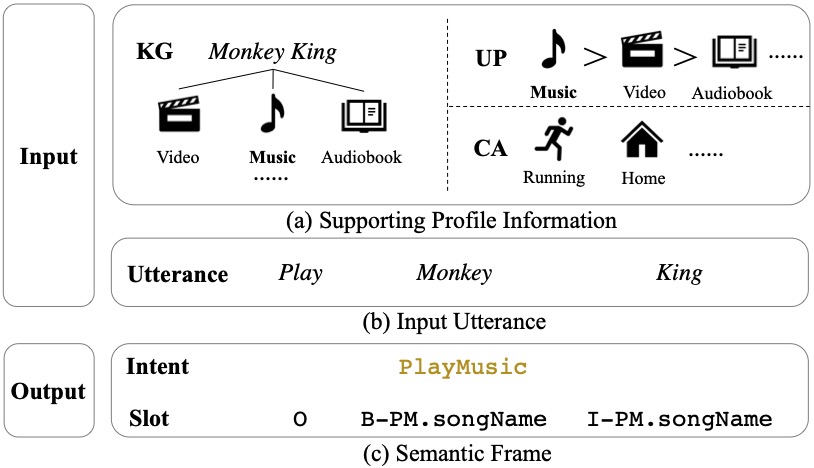 Input
KG Monkey King
Video Music Audiobook
......
UP > > ......
Music Video Audiobook
CA ......
Running Home
(a) Supporting Profile Information
Utterance Play Monkey King
(b) Input Utterance
Output
Intent PlayMusic
Slot O B-PM.songName I-PM.songName
(c) Semantic Frame